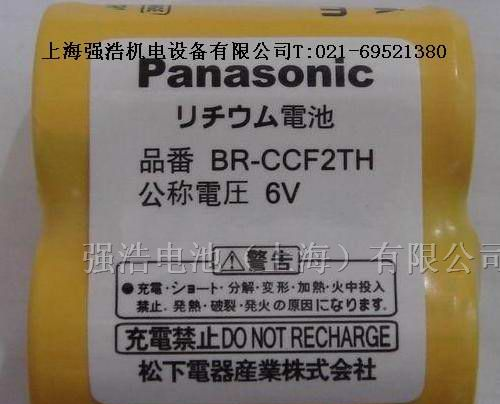 上海强浩机电设备有限公司T:021-69521380
Panasonic
リチウム電池
品番 BR-CCF2TH
公称電圧 6V
强浩电池（上海）有限公司
⚠警告
●充電・ショート・分解・変形・加熱・火中投入
禁止。発熱・破裂・発火の原因になります。
充電禁止DO NOT RECHARGE
松下電器産業株式会社